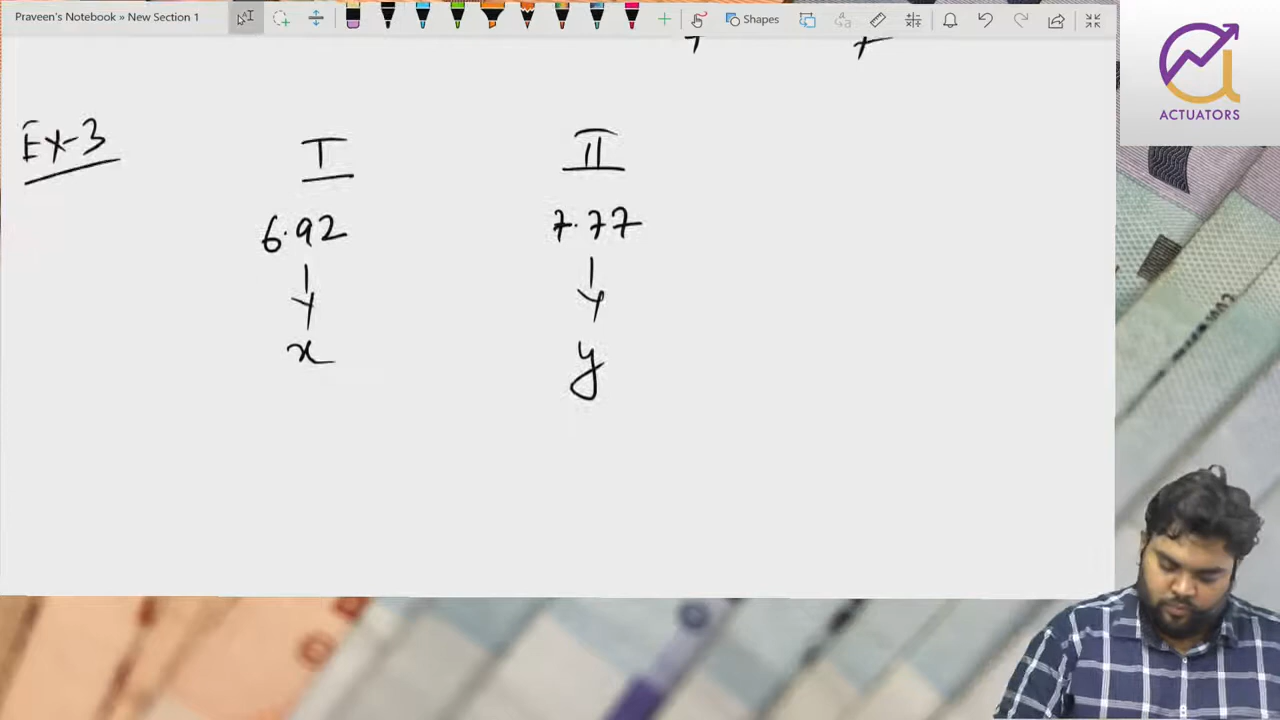 Praveen's Notebook » New Section 1
Shapes
ACTUATORS
Ex-3
I II
6.92 7.77
x y